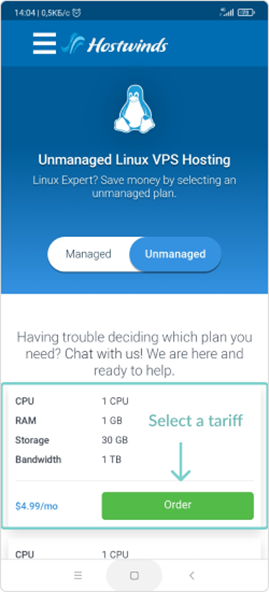 14:04 | 0,5КБ/с
Hostwinds
Unmanaged Linux VPS Hosting
Linux Expert? Save money by selecting an
unmanaged plan.
Managed Unmanaged
Having trouble deciding which plan you
need? Chat with us! We are here and
ready to help.
CPU 1 CPU
RAM 1 GB
Storage 30 GB
Bandwidth 1 TB
Select a tariff
$4.99/mo Order
CPU 1 CPU